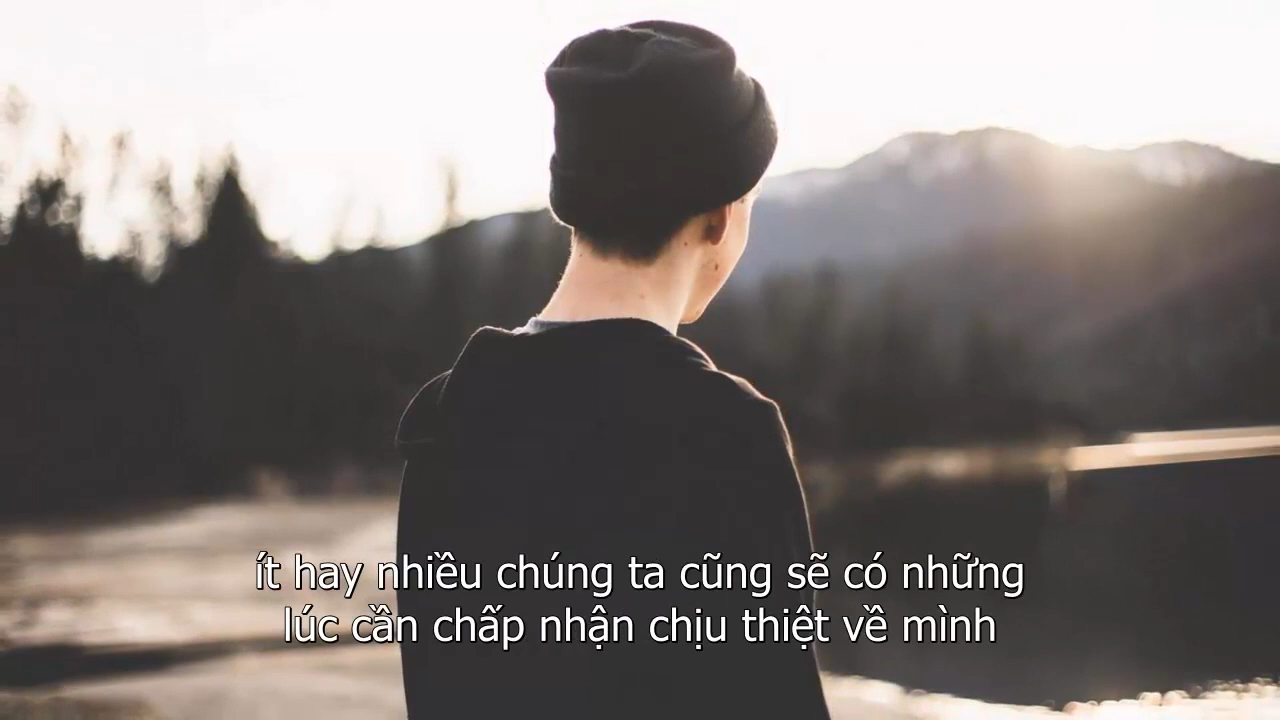 ít hay nhiều chúng ta cũng sẽ có những
lúc cần chấp nhận chịu thiệt về mình